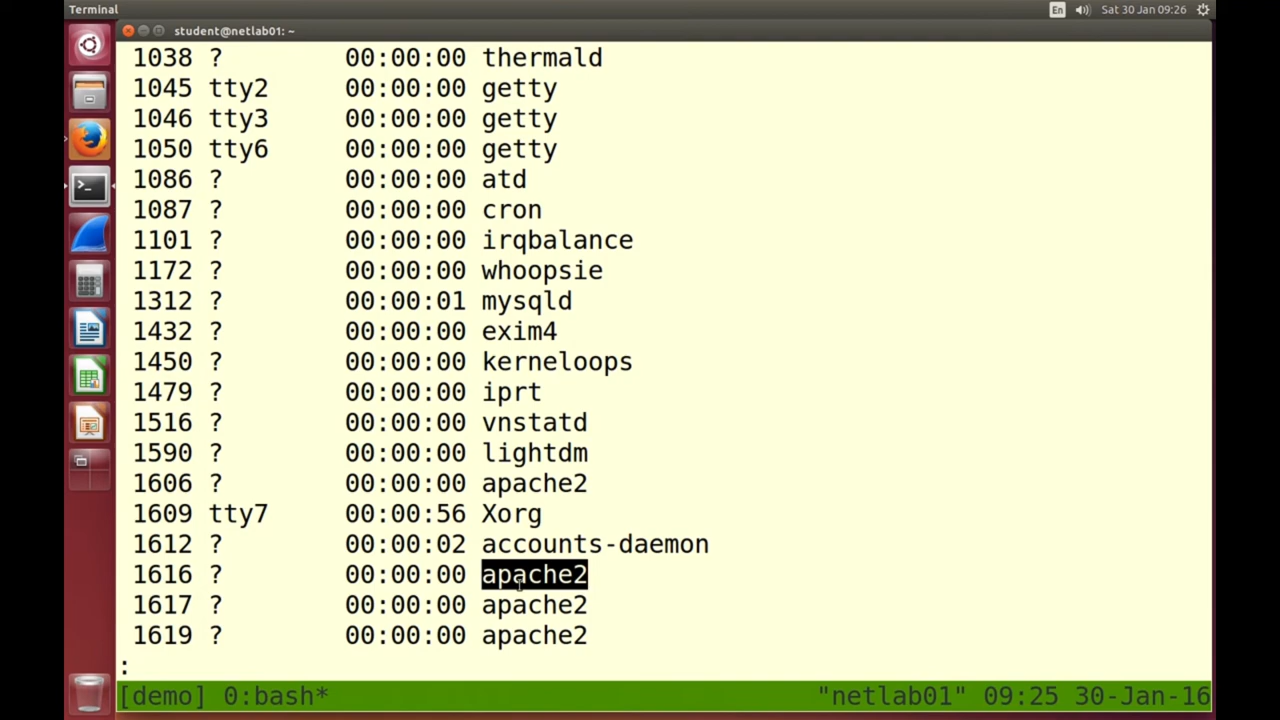 Terminal
En
Sat 30 Jan 09:26
student@netlab01: ~
1038 ? 00:00:00 thermald
1045 tty2 00:00:00 getty
1046 tty3 00:00:00 getty
1050 tty6 00:00:00 getty
1086 ? 00:00:00 atd
1087 ? 00:00:00 cron
1101 ? 00:00:00 irqbalance
1172 ? 00:00:00 whoopsie
1312 ? 00:00:01 mysqld
1432 ? 00:00:00 exim4
1450 ? 00:00:00 kerneloops
1479 ? 00:00:00 iprt
1516 ? 00:00:00 vnstatd
1590 ? 00:00:00 lightdm
1606 ? 00:00:00 apache2
1609 tty7 00:00:56 Xorg
1612 ? 00:00:02 accounts-daemon
1616 ? 00:00:00 apache2
1617 ? 00:00:00 apache2
1619 ? 00:00:00 apache2
:
[demo] 0:bash* "netlab01" 09:25 30-Jan-16